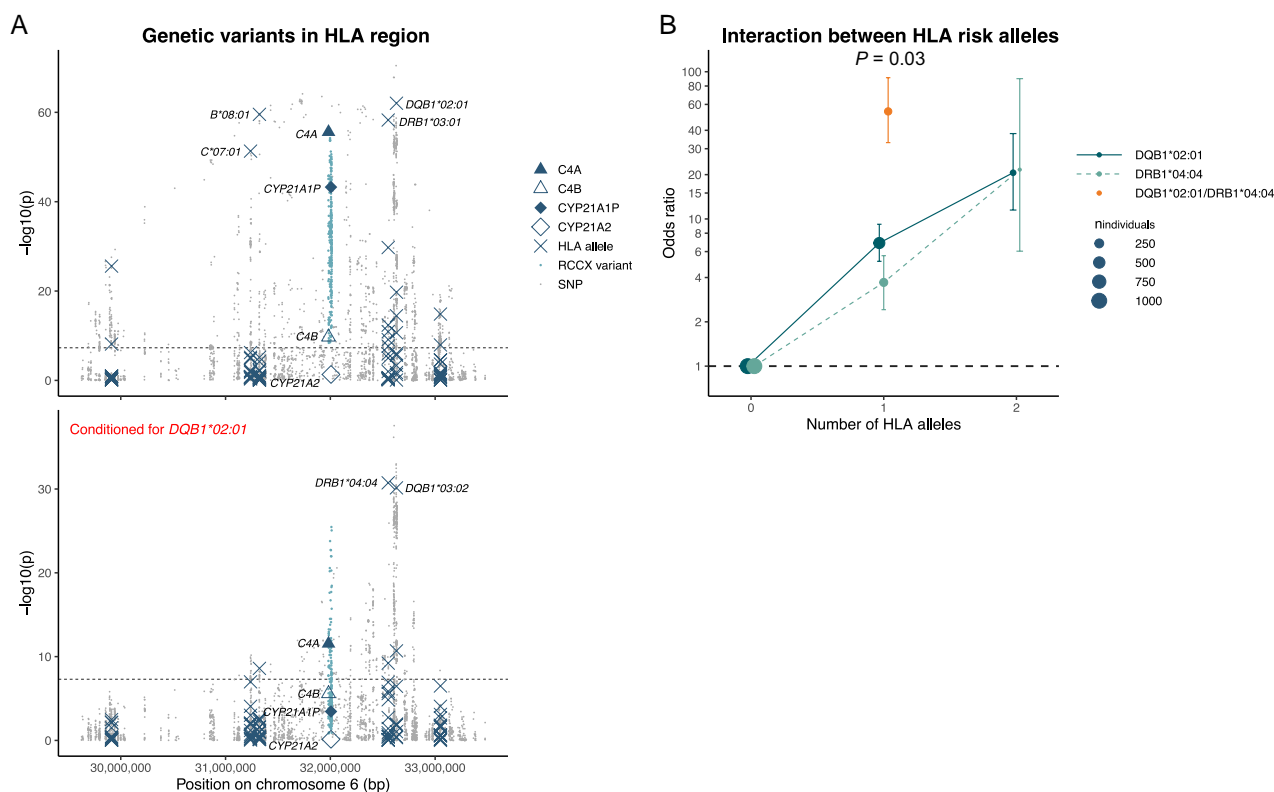 A
Genetic variants in HLA region
−log10(p)
60
40
20
0
DQB1*02:01
B*08:01
DRB1*03:01
C4A
C*07:01
CYP21A1P
C4B
CYP21A2
C4A
C4B
CYP21A1P
CYP21A2
HLA allele
RCCX variant
SNP
Conditioned for DQB1*02:01
−log10(p)
30
20
10
0
DRB1*04:04
DQB1*03:02
C4A
C4B
CYP21A1P
CYP21A2
30,000,000 31,000,000 32,000,000 33,000,000
Position on chromosome 6 (bp)
B
Interaction between HLA risk alleles
P = 0.03
Odds ratio
100
80
60
40
30
20
15
10
8
6
4
2
1
0 1 2
Number of HLA alleles
DQB1*02:01
DRB1*04:04
DQB1*02:01/DRB1*04:04
nindividuals
250
500
750
1000